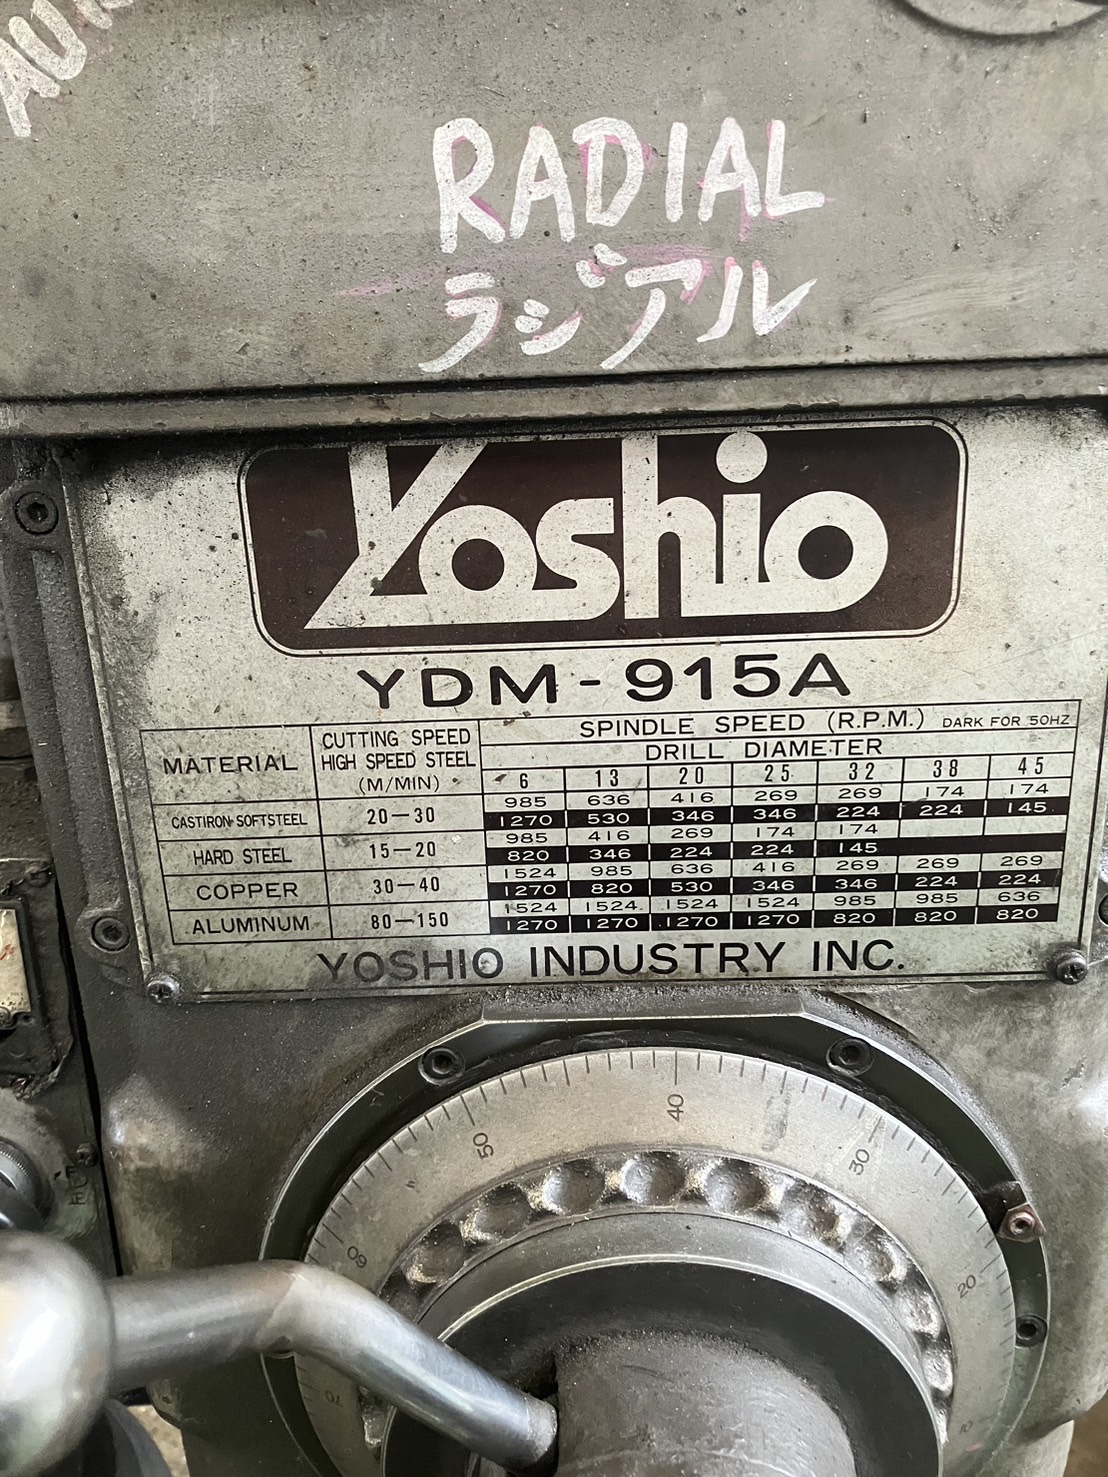 RADIAL
ラジアル
Yoshio
YDM-915A
MATERIAL
CUTTING SPEED
HIGH SPEED STEEL
(M/MIN)
SPINDLE SPEED (R.P.M.) DARK FOR 50HZ
DRILL DIAMETER
6 13 20 25 32 38 45
CASTIRON·SOFTSTEEL 20-30
985 636 416 269 269 174 174
1270 530 346 346 224 224 145
HARD STEEL 15-20
985 416 269 174 174
820 346 224 224 145
COPPER 30-40
1524 985 636 416 269 269 269
1270 820 530 346 346 224 224
ALUMINUM 80-150
1524 1524 1524 1524 985 985 636
1270 1270 1270 1270 820 820 820
YOSHIO INDUSTRY INC.
50 40 30
60 20
70 10